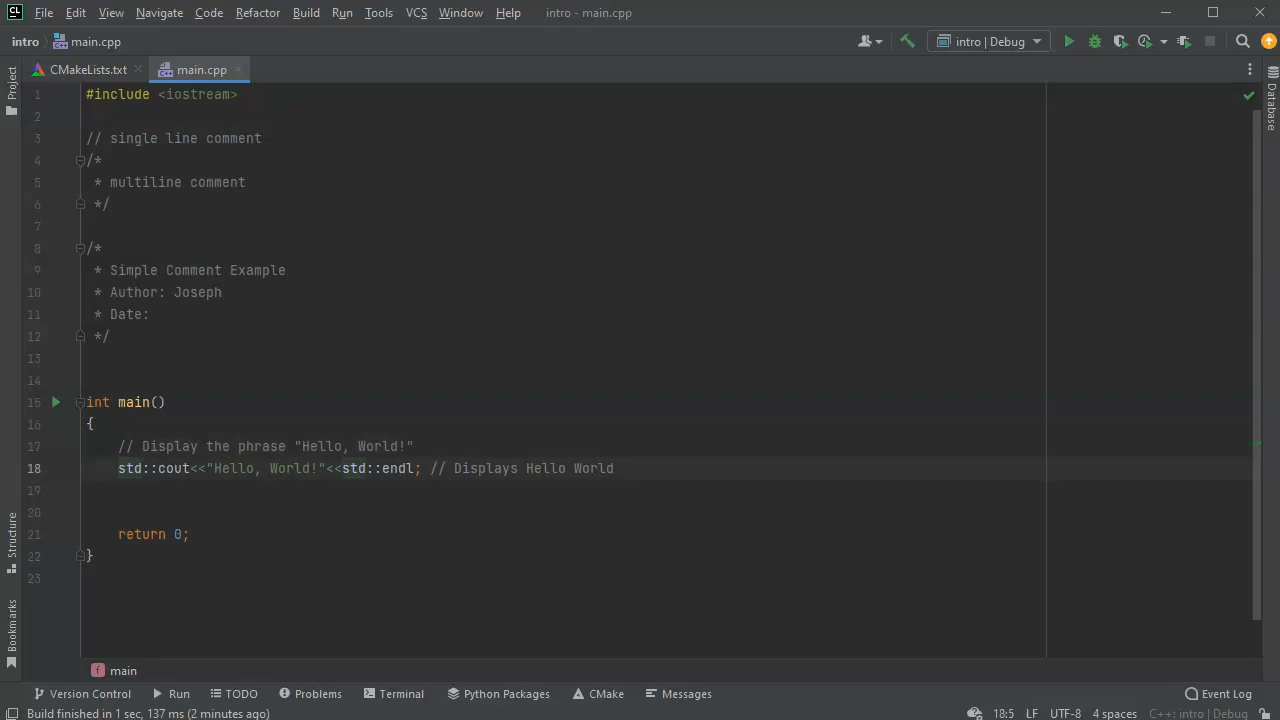 CL File Edit View Navigate Code Refactor Build Run Tools VCS Window Help intro - main.cpp
intro main.cpp intro | Debug
CMakeLists.txt main.cpp
Project
Database
Structure
Bookmarks
1 #include <iostream>
2
3 // single line comment
4 /*
5 * multiline comment
6 */
7
8 /*
9 * Simple Comment Example
10 * Author: Joseph
11 * Date:
12 */
13
14
15 int main()
16 {
17 // Display the phrase "Hello, World!"
18 std::cout<<"Hello, World!"<<std::endl; // Displays Hello World
19
20
21 return 0;
22 }
23
f main
Version Control Run TODO Problems Terminal Python Packages CMake Messages Event Log
Build finished in 1 sec, 137 ms (2 minutes ago) 18:5 LF UTF-8 4 spaces C++: intro | Debug